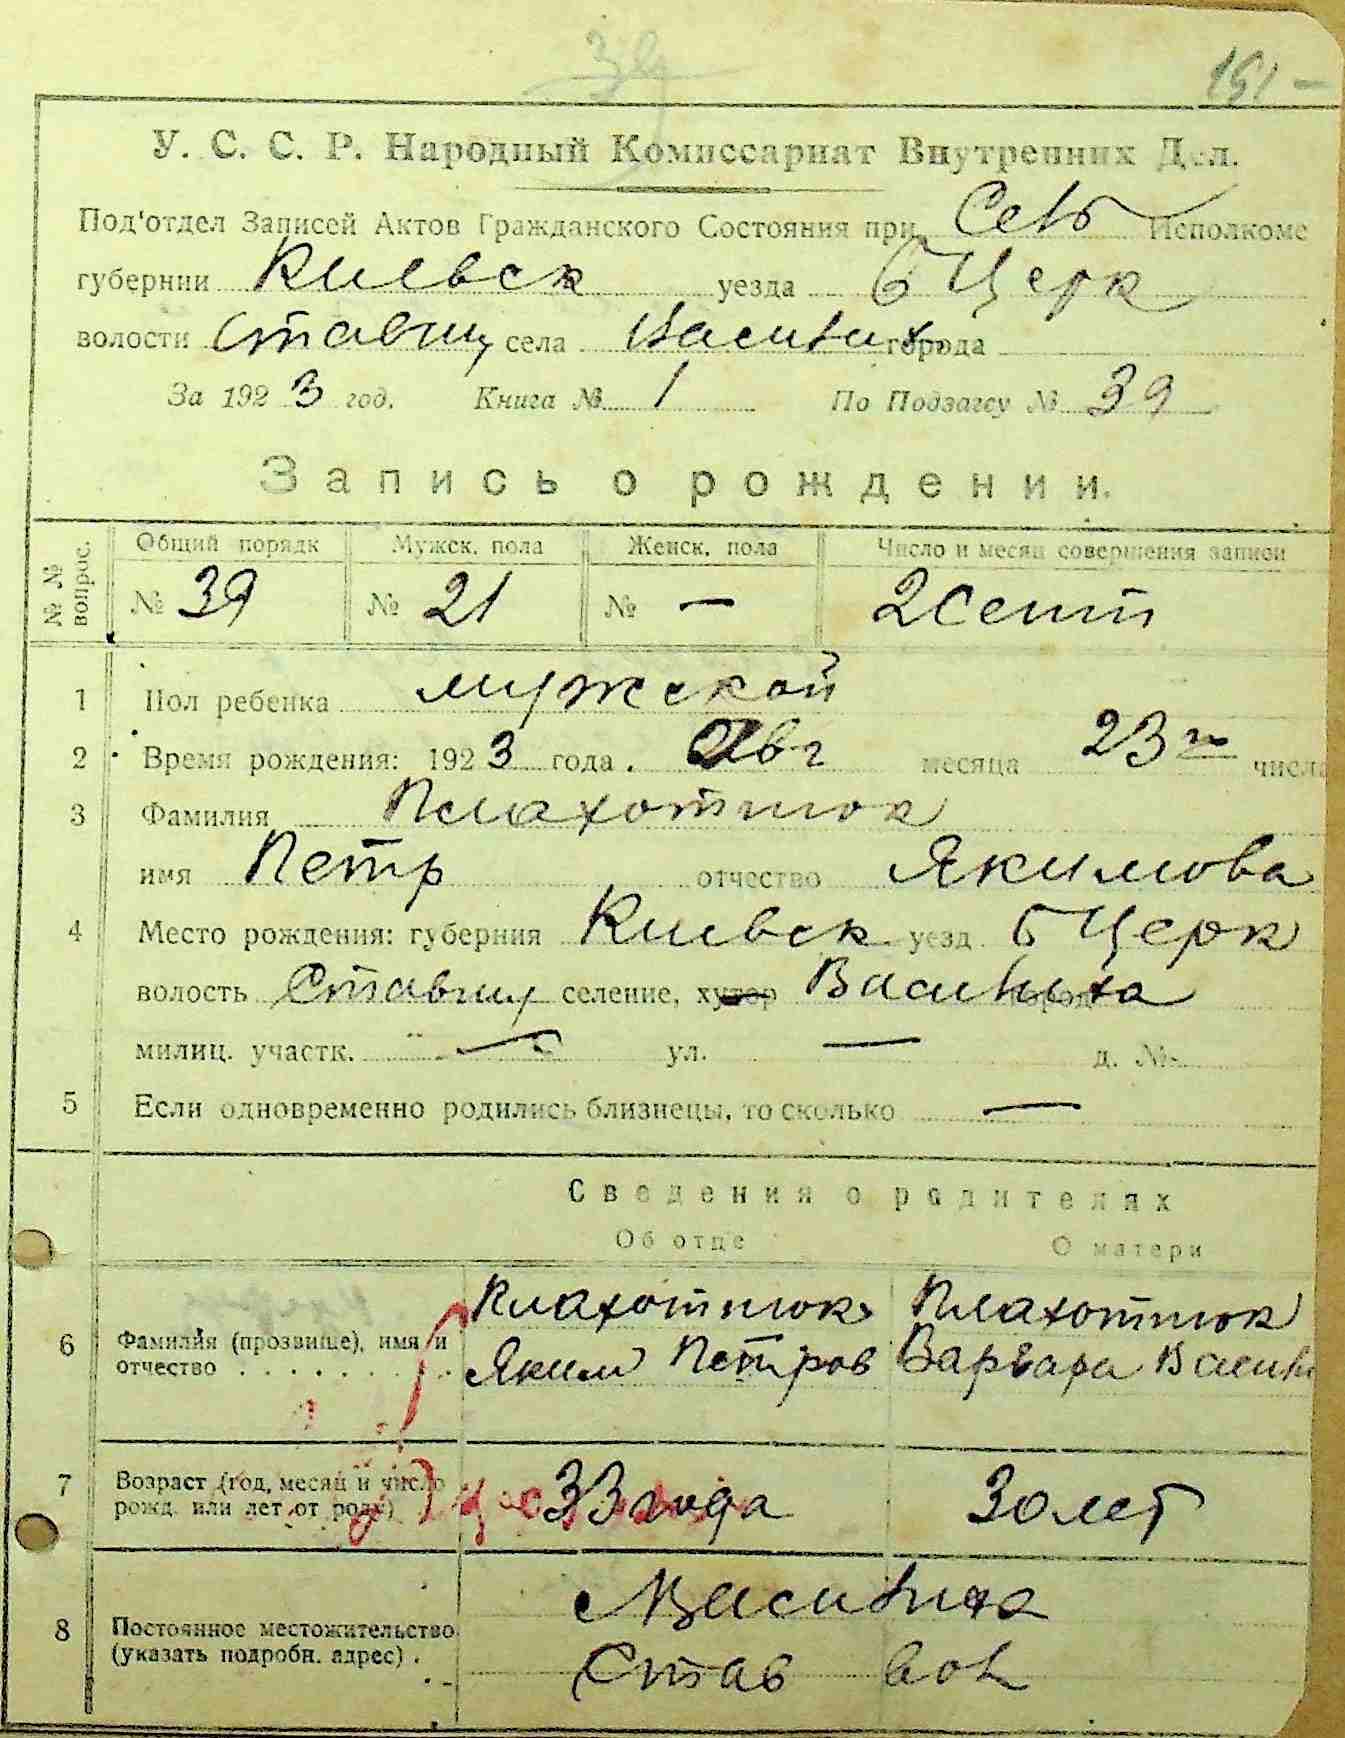 151 –
У. С. С. Р. Народный Комиссариат Внутренних Дел.
Под'отдел Записей Актов Гражданского Состояния при Сель Исполкоме
губернии Киевск уезда Б Церк
волости Ставищ села Василиха города
За 1923 год. Книга № 1 По Подзагсу № 39
Запись о рождении.
№ № вопрос. Общий порядк Мужск. пола Женск. пола Число и месяц совершения записи
№ 39 № 21 № — 2 Сент
1 Пол ребенка мужской
2 Время рождения: 1923 года. Авг месяца 23го числа
3 Фамилия Плахотнюк
имя Петр отчество Якимова
4 Место рождения: губерния Киевск уезд Б Церк
волость Ставищ селение, хутор Василиха город
милиц. участк. — ул. — д. №
5 Если одновременно родились близнецы, то сколько —
Сведения о родителях
Об отце О матери
6 Фамилия (прозвище), имя и отчество . . . . . . . . Плахотнюк Плахотнюк
Яким Петров Варвара Васил
7 Возраст (год, месяц и число рожд. или лет от роду) 33 года 30 лет
8 Постоянное местожительство (указать подробн. адрес) . Василиха
Став вол